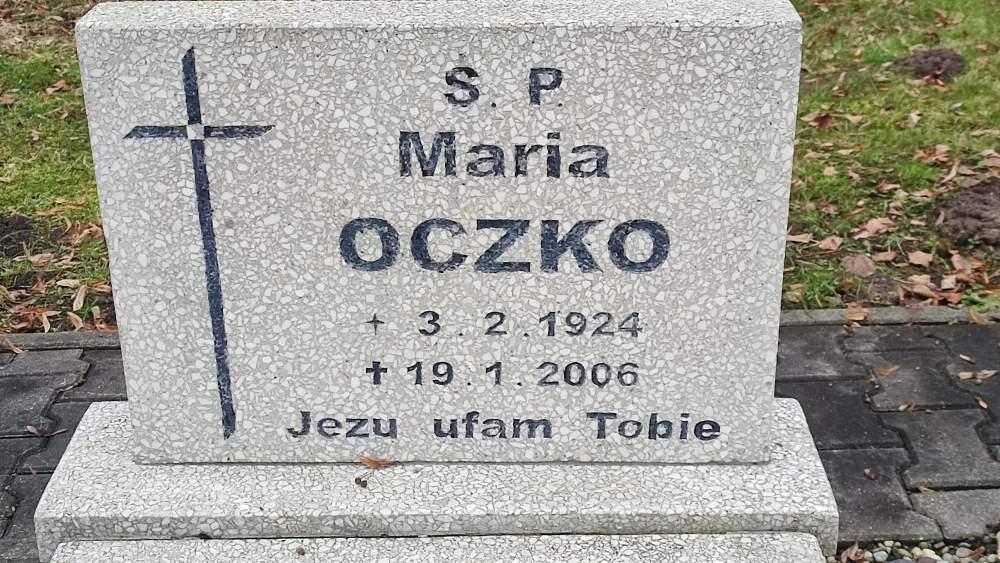 Ś. P.
Maria
OCZKO
+ 3.2.1924
✝ 19.1.2006
Jezu ufam Tobie